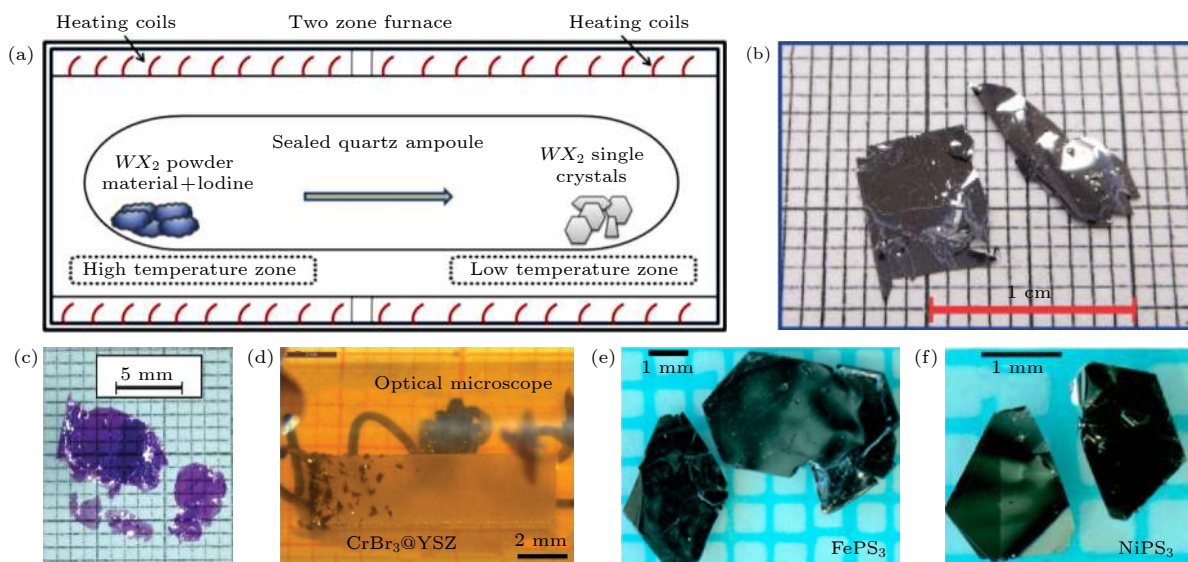 Heating coils
Two zone furnace
Heating coils
(a)
Sealed quartz ampoule
WX2 powder
material+lodine
WX2 single
crystals
High temperature zone
Low temperature zone
(b)
1 cm
(c)
5 mm
(d)
Optical microscope
CrBr3@YSZ
2 mm
(e)
1 mm
FePS3
(f)
1 mm
NiPS3